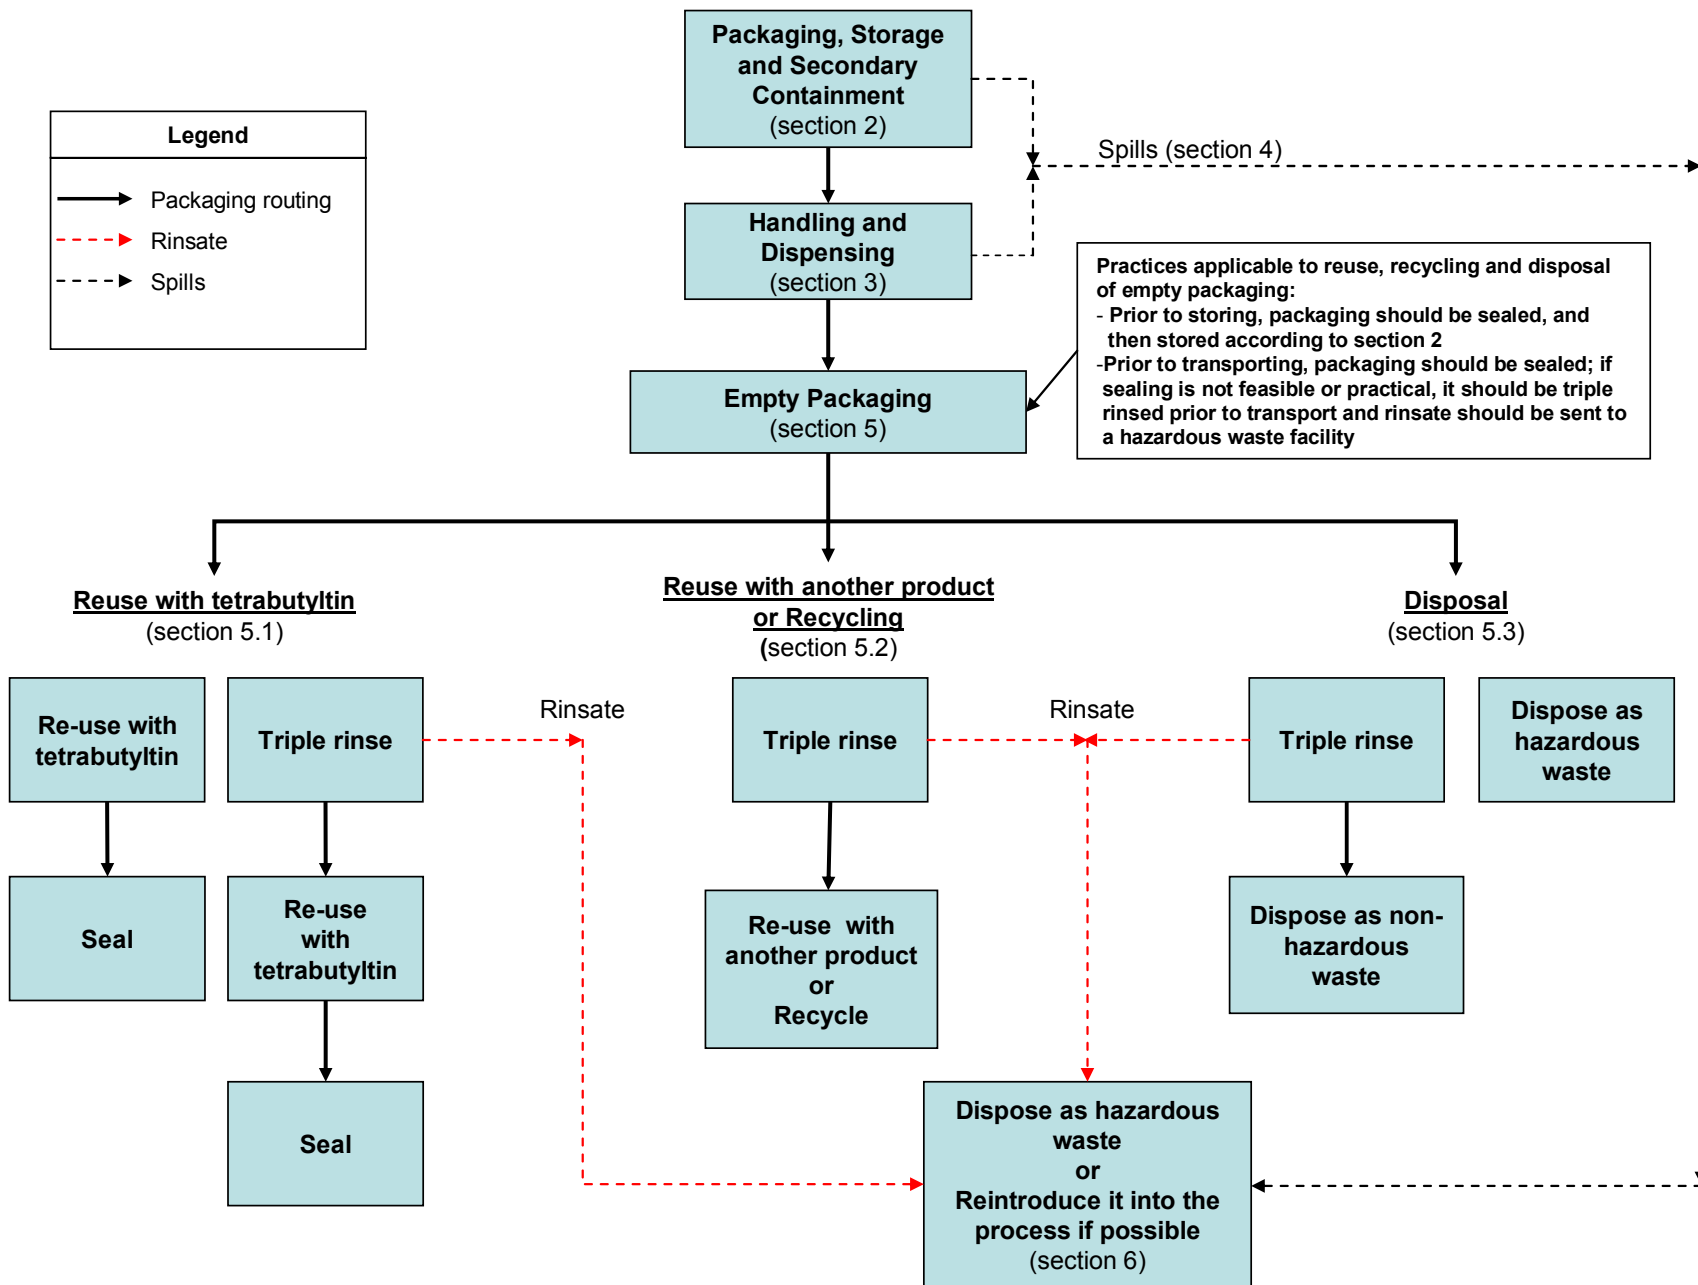 Packaging, Storage
and Secondary
Containment
(section 2)
Legend
Packaging routing
Rinsate
Spills
Spills (section 4)
Handling and
Dispensing
(section 3)
Practices applicable to reuse, recycling and disposal
of empty packaging:
- Prior to storing, packaging should be sealed, and
then stored according to section 2
-Prior to transporting, packaging should be sealed; if
sealing is not feasible or practical, it should be triple
rinsed prior to transport and rinsate should be sent to
a hazardous waste facility
Empty Packaging
(section 5)
Reuse with tetrabutyltin
(section 5.1)
Reuse with another product
or Recycling
(section 5.2)
Disposal
(section 5.3)
Re-use with
tetrabutyltin
Triple rinse
Rinsate
Triple rinse
Rinsate
Triple rinse
Dispose as
hazardous
waste
Seal
Re-use
with
tetrabutyltin
Re-use with
another product
or
Recycle
Dispose as non-
hazardous
waste
Seal
Dispose as hazardous
waste
or
Reintroduce it into the
process if possible
(section 6)